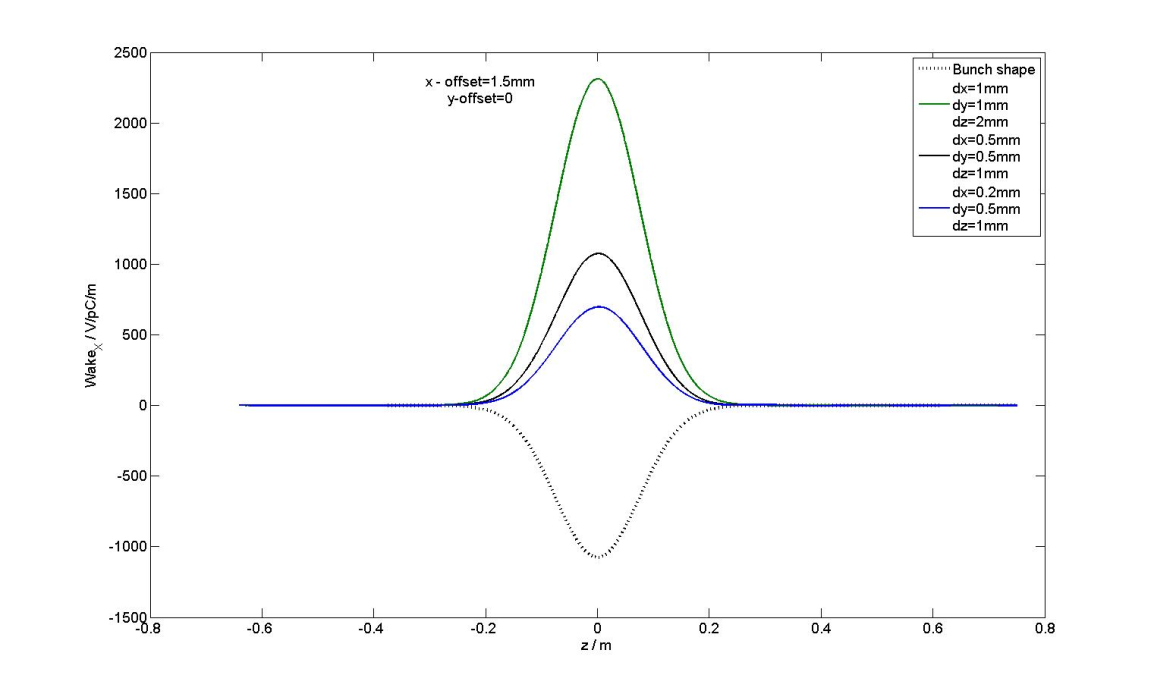 2500
2000
1500
1000
500
0
-500
-1000
-1500
-0.8
-0.6
-0.4
-0.2
0
0.2
0.4
0.6
0.8
Wake_X / V/pC/m
z / m
x - offset=1.5mm
y-offset=0
Bunch shape
dx=1mm
dy=1mm
dz=2mm
dx=0.5mm
dy=0.5mm
dz=1mm
dx=0.2mm
dy=0.5mm
dz=1mm